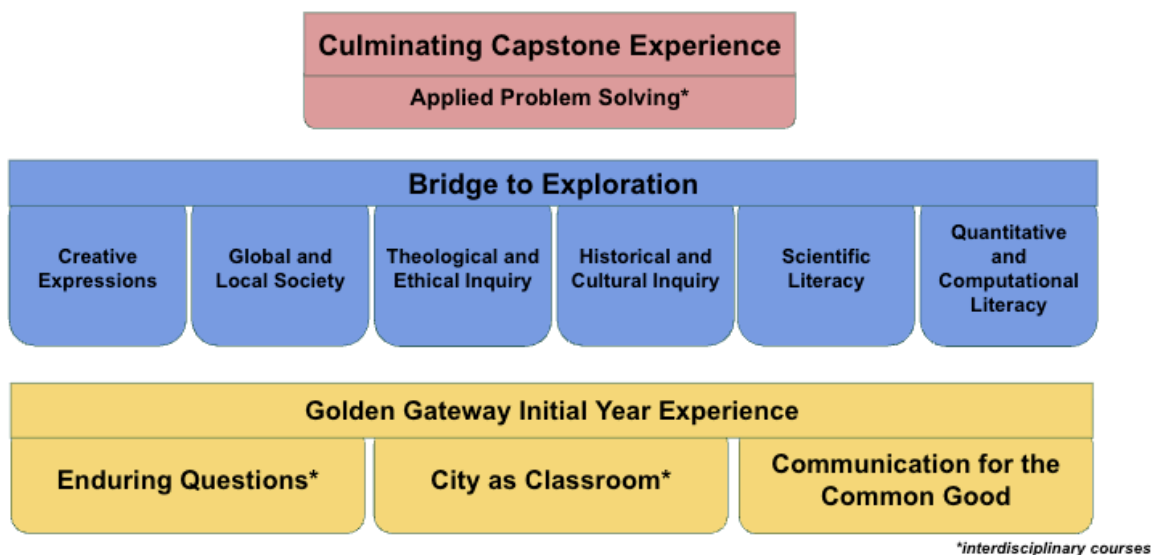 Culminating Capstone Experience
Applied Problem Solving*
Bridge to Exploration
Creative
Expressions
Global and
Local Society
Theological and
Ethical Inquiry
Historical and
Cultural Inquiry
Scientific
Literacy
Quantitative
and
Computational
Literacy
Golden Gateway Initial Year Experience
Enduring Questions*
City as Classroom*
Communication for the
Common Good
*interdisciplinary courses